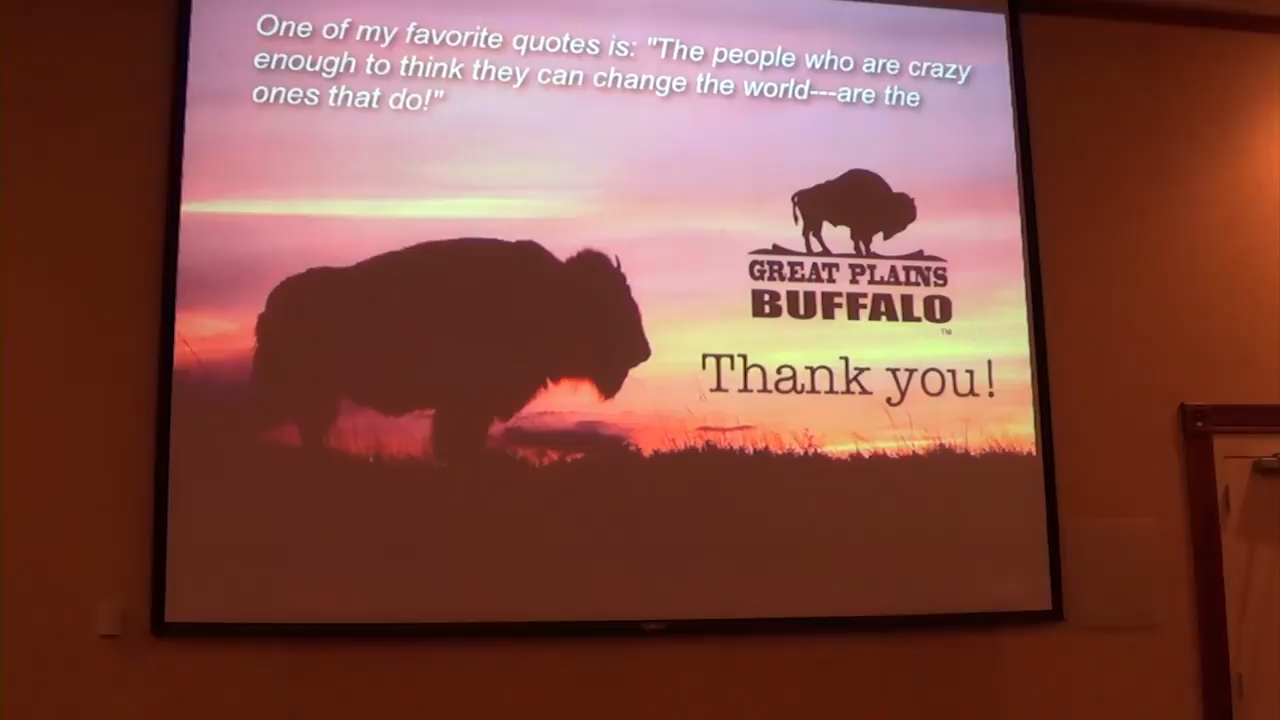 One of my favorite quotes is: "The people who are crazy
enough to think they can change the world---are the
ones that do!"
GREAT PLAINS
BUFFALO
TM
Thank you!